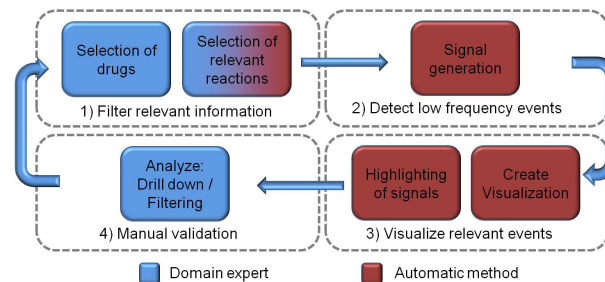 Selection of
drugs
Selection of
relevant
reactions
1) Filter relevant information
Signal
generation
2) Detect low frequency events
Analyze:
Drill down /
Filtering
4) Manual validation
Highlighting
of signals
Create
Visualization
3) Visualize relevant events
Domain expert
Automatic method